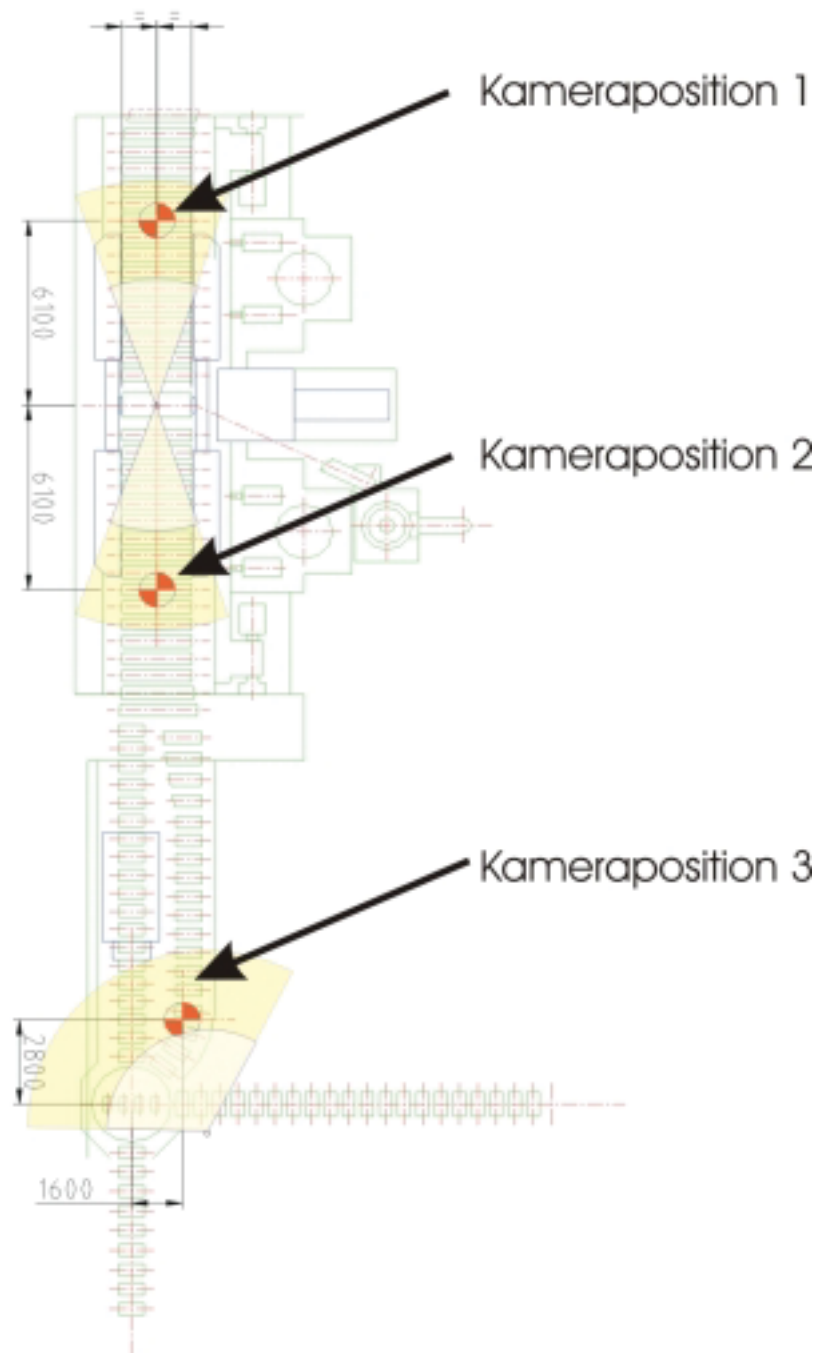 = =
Kameraposition 1
6100
Kameraposition 2
6100
Kameraposition 3
2800
1600